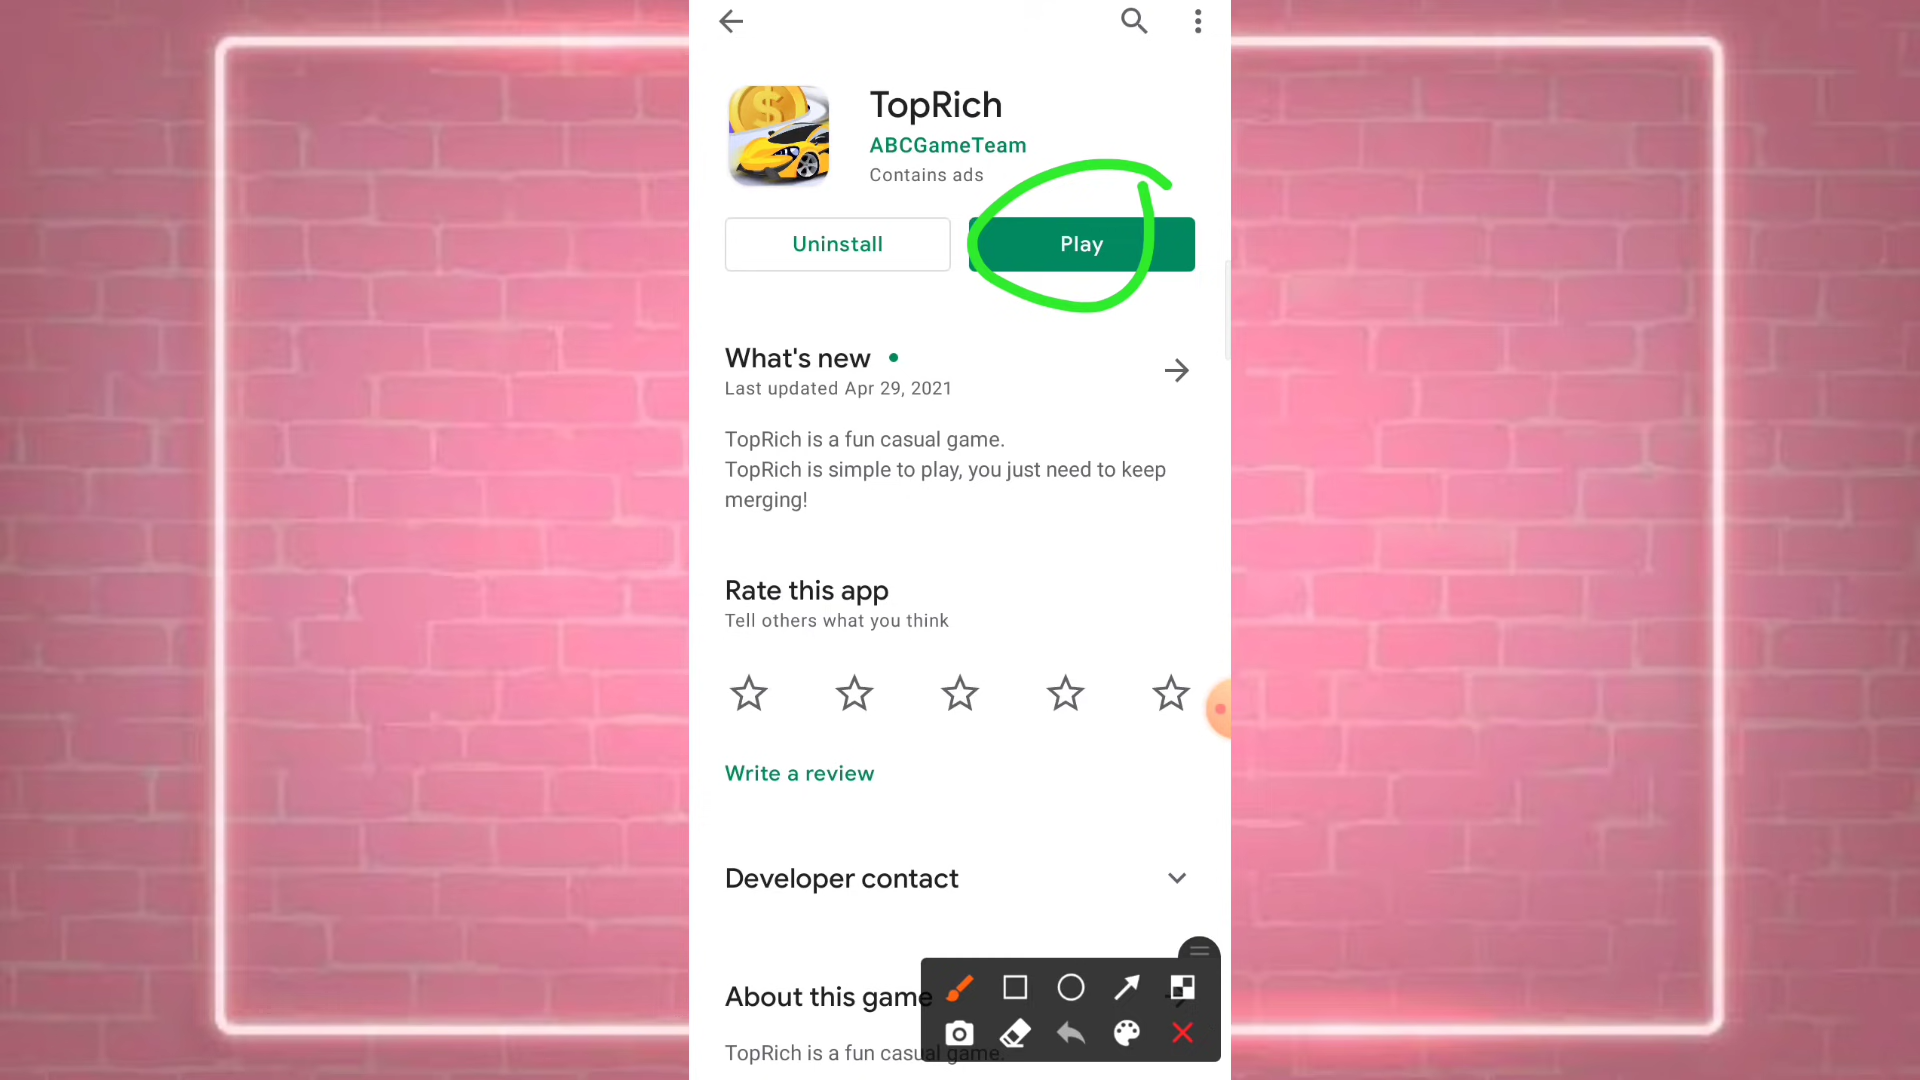 TopRich
ABCGameTeam
Contains ads
Uninstall
Play
What's new
Last updated Apr 29, 2021
TopRich is a fun casual game.
TopRich is simple to play, you just need to keep
merging!
Rate this app
Tell others what you think
Write a review
Developer contact
About this game
TopRich is a fun casual game.